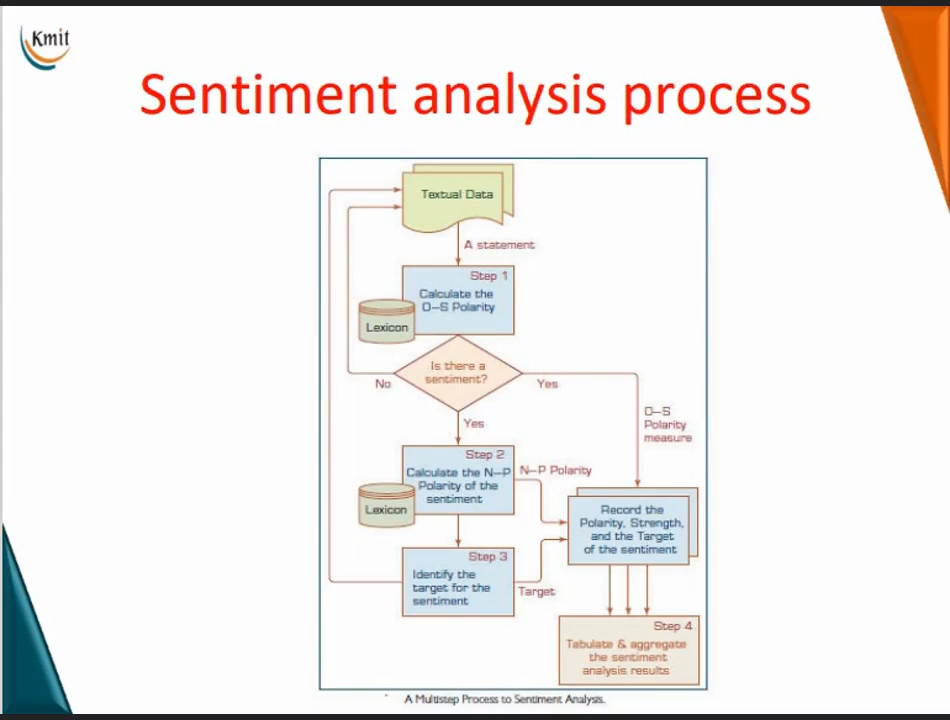 Kmit
Sentiment analysis process
Textual Data
A statement
Step 1
Calculate the
O–S Polarity
Lexicon
Is there a
sentiment?
No
Yes
Yes
O–S
Polarity
measure
Step 2
Calculate the N–P
Polarity of the
sentiment
N–P Polarity
Lexicon
Record the
Polarity, Strength,
and the Target
of the sentiment
Step 3
Identify the
target for the
sentiment
Target
Step 4
Tabulate & aggregate
the sentiment
analysis results
A Multistep Process to Sentiment Analysis.